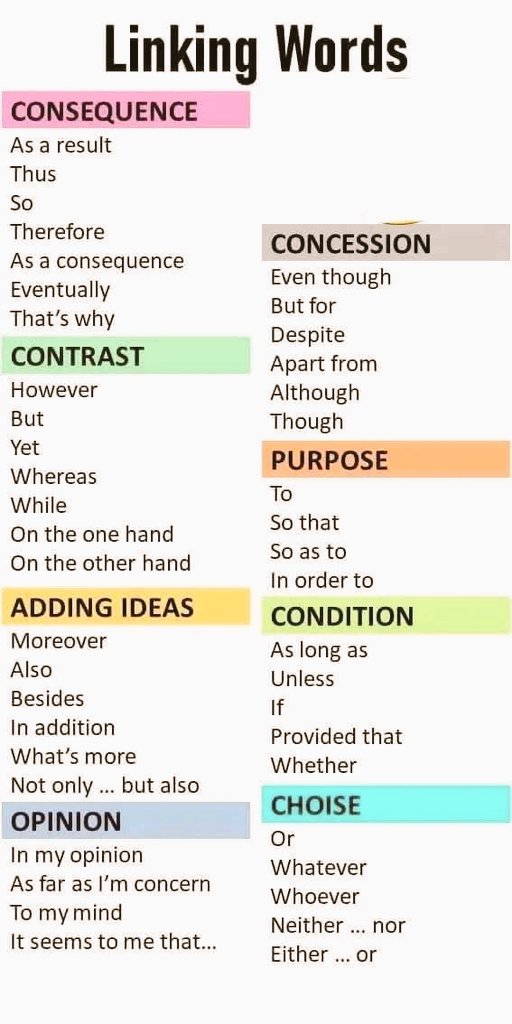 Linking Words
CONSEQUENCE
As a result
Thus
So
Therefore
As a consequence
Eventually
That’s why
CONTRAST
However
But
Yet
Whereas
While
On the one hand
On the other hand
ADDING IDEAS
Moreover
Also
Besides
In addition
What’s more
Not only ... but also
OPINION
In my opinion
As far as I’m concern
To my mind
It seems to me that...
CONCESSION
Even though
But for
Despite
Apart from
Although
Though
PURPOSE
To
So that
So as to
In order to
CONDITION
As long as
Unless
If
Provided that
Whether
CHOISE
Or
Whatever
Whoever
Neither ... nor
Either ... or